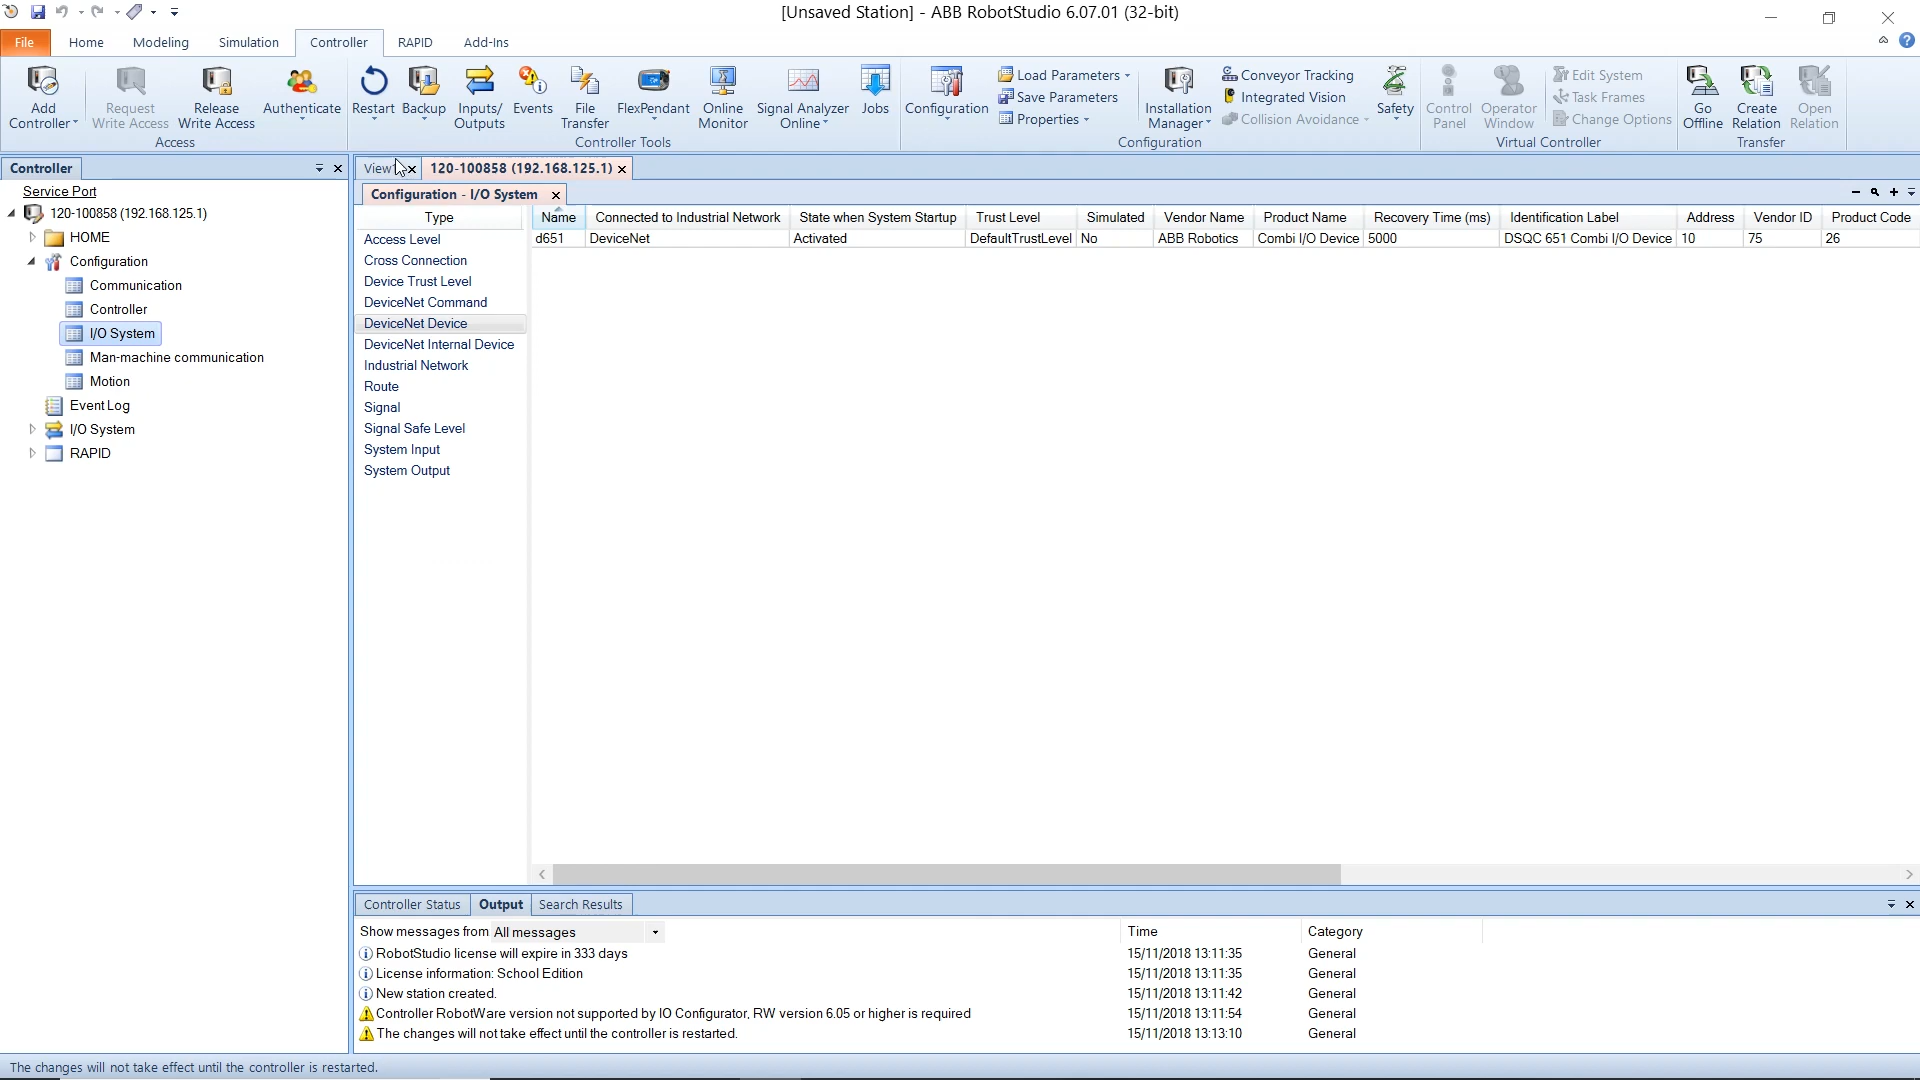 [Unsaved Station] - ABB RobotStudio 6.07.01 (32-bit)
File Home Modeling Simulation Controller RAPID Add-Ins
Add Controller
Request Write Access
Release Write Access
Authenticate
Access
Restart
Backup
Inputs/ Outputs
Events
File Transfer
FlexPendant
Online Monitor
Signal Analyzer Online
Jobs
Controller Tools
Configuration
Load Parameters
Save Parameters
Properties
Installation Manager
Conveyor Tracking
Integrated Vision
Collision Avoidance
Safety
Configuration
Control Panel
Operator Window
Edit System
Task Frames
Change Options
Virtual Controller
Go Offline
Create Relation
Open Relation
Transfer
Controller
Service Port
120-100858 (192.168.125.1)
HOME
Configuration
Communication
Controller
I/O System
Man-machine communication
Motion
Event Log
I/O System
RAPID
View 120-100858 (192.168.125.1)
Configuration - I/O System
Type
Access Level
Cross Connection
Device Trust Level
DeviceNet Command
DeviceNet Device
DeviceNet Internal Device
Industrial Network
Route
Signal
Signal Safe Level
System Input
System Output
Name Connected to Industrial Network State when System Startup Trust Level Simulated Vendor Name Product Name Recovery Time (ms) Identification Label Address Vendor ID Product Code
d651 DeviceNet Activated DefaultTrustLevel No ABB Robotics Combi I/O Device 5000 DSQC 651 Combi I/O Device 10 75 26
Controller Status Output Search Results
Show messages from All messages Time Category
RobotStudio license will expire in 333 days 15/11/2018 13:11:35 General
License information: School Edition 15/11/2018 13:11:35 General
New station created. 15/11/2018 13:11:42 General
Controller RobotWare version not supported by IO Configurator, RW version 6.05 or higher is required 15/11/2018 13:11:54 General
The changes will not take effect until the controller is restarted. 15/11/2018 13:13:10 General
The changes will not take effect until the controller is restarted.